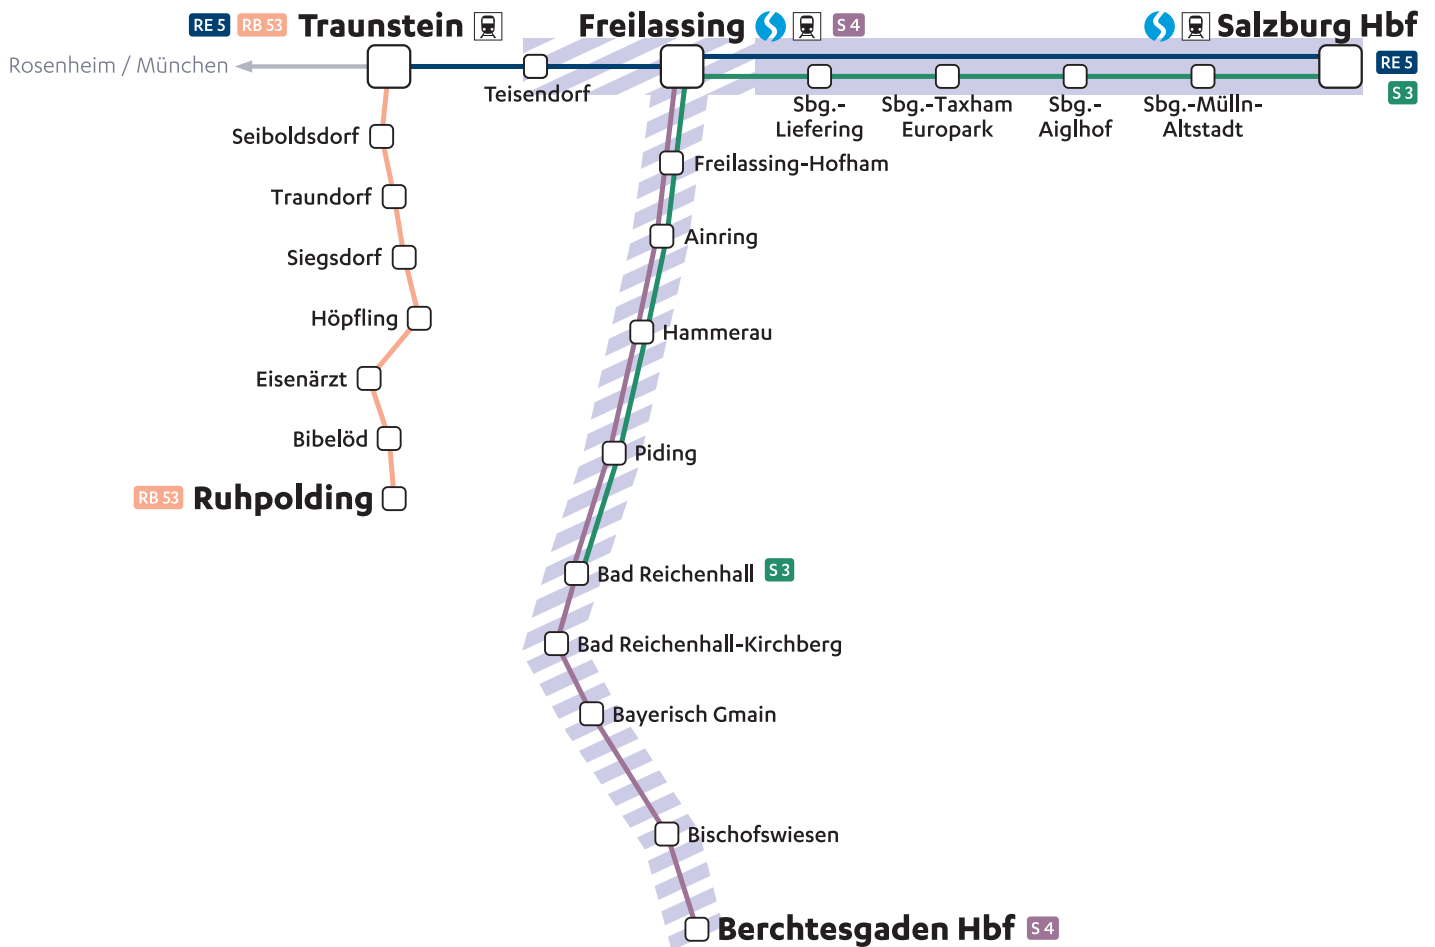 RE 5 RB 53 Traunstein
Freilassing S 4
Salzburg Hbf
Rosenheim / München
RE 5
S 3
Teisendorf
Sbg.-
Liefering
Sbg.-Taxham
Europark
Sbg.-
Aiglhof
Sbg.-Mülln-
Altstadt
Seiboldsdorf
Traundorf
Siegsdorf
Höpfling
Eisenärzt
Bibelöd
RB 53 Ruhpolding
Freilassing-Hofham
Ainring
Hammerau
Piding
Bad Reichenhall S 3
Bad Reichenhall-Kirchberg
Bayerisch Gmain
Bischofswiesen
Berchtesgaden Hbf S 4